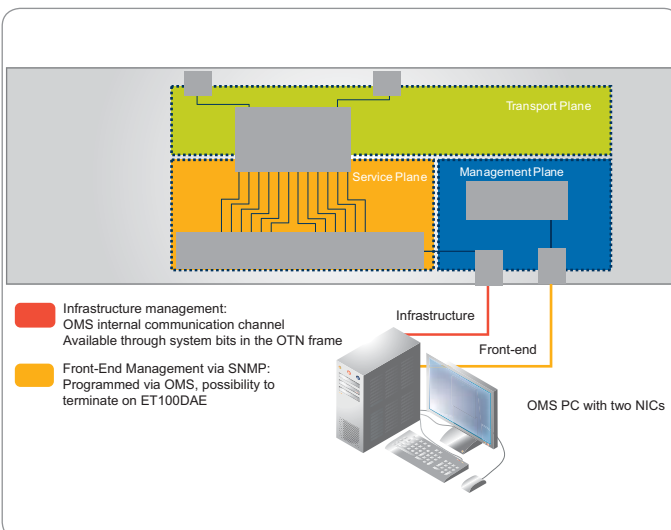 Transport Plane
Service Plane
Management Plane
Infrastructure management:
OMS internal communication channel
Available through system bits in the OTN frame
Front-End Management via SNMP:
Programmed via OMS, possibility to
terminate on ET100DAE
Infrastructure
Front-end
OMS PC with two NICs